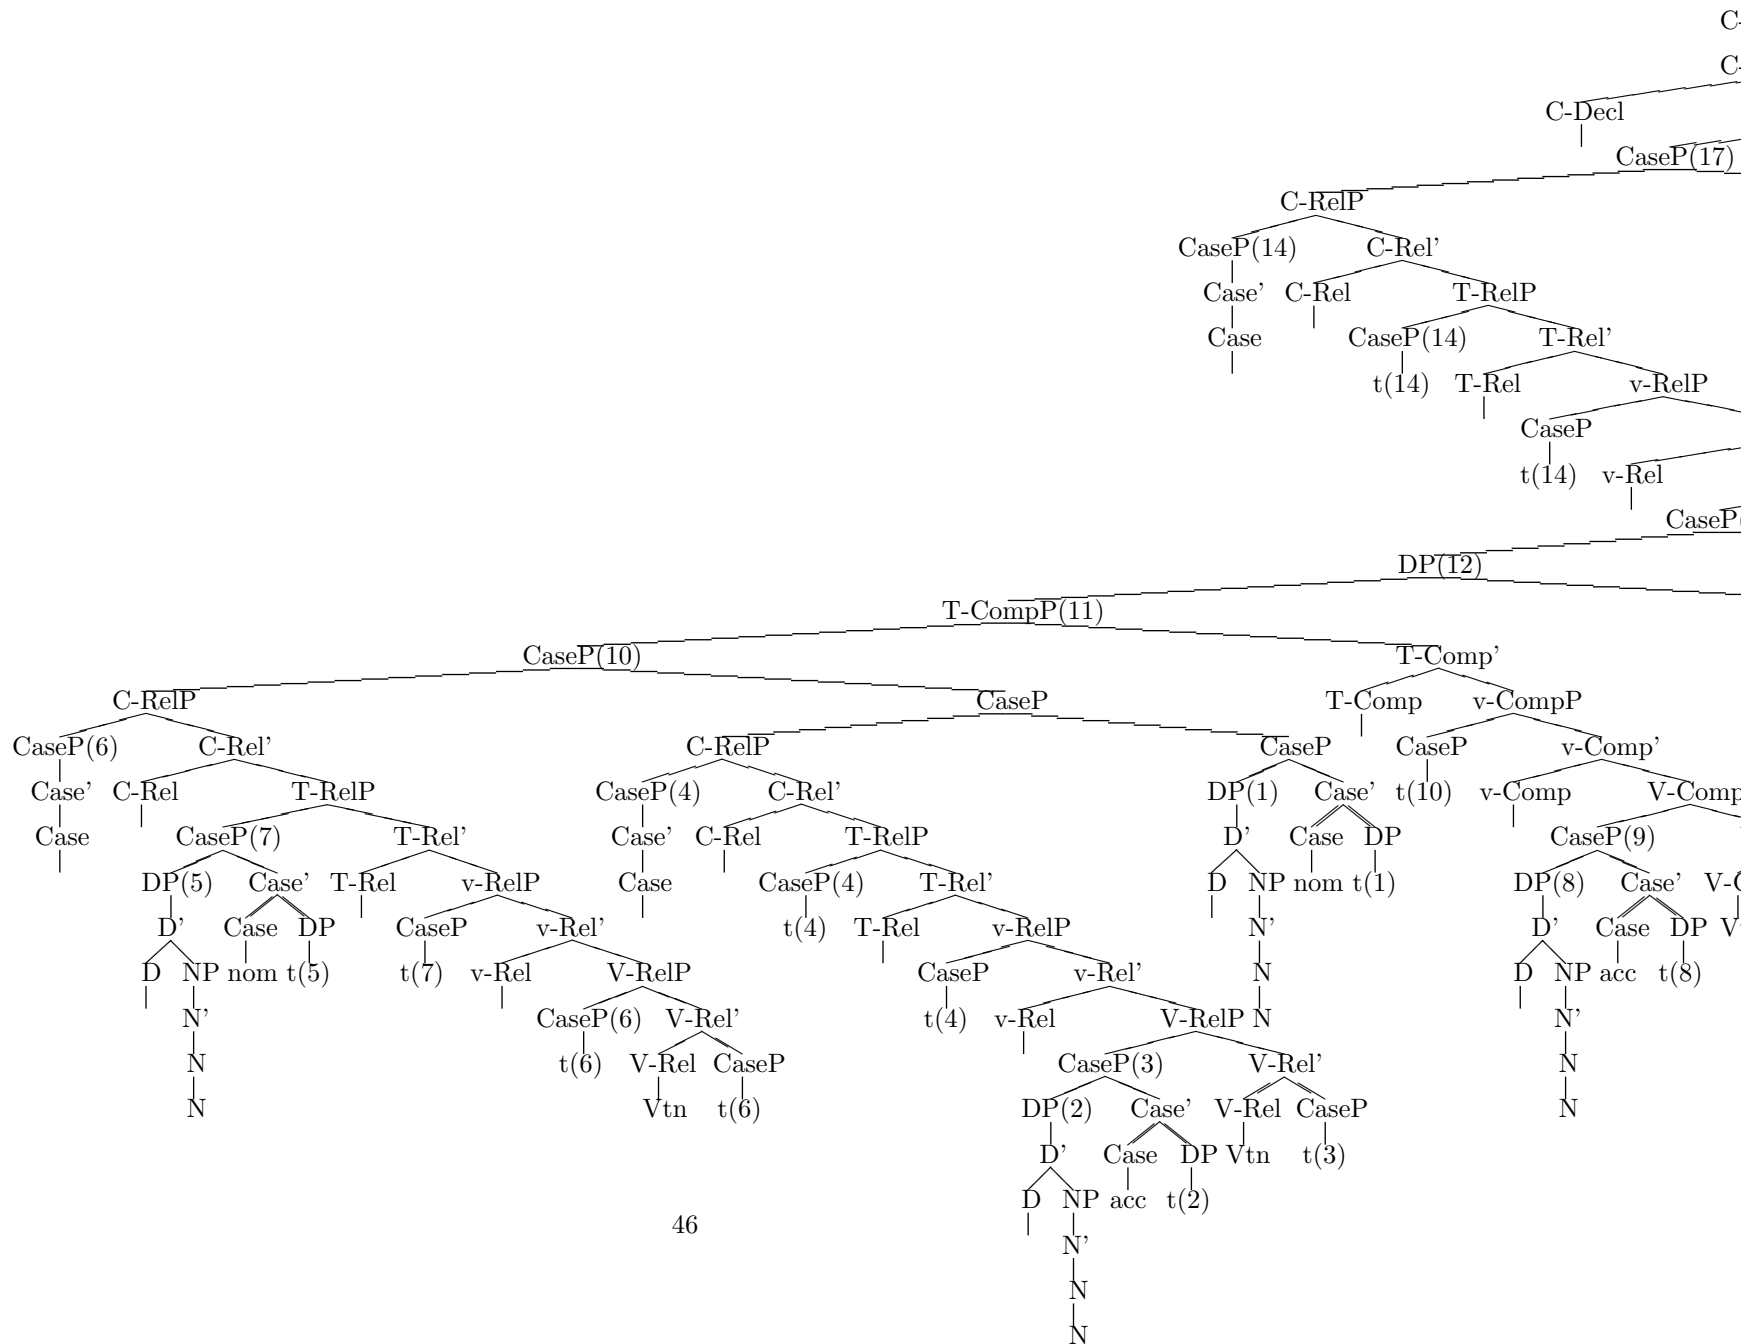 C-
C-
C-Decl
CaseP(17)
C-RelP
CaseP(14) C-Rel'
Case' C-Rel T-RelP
Case CaseP(14) T-Rel'
t(14) T-Rel v-RelP
CaseP
t(14) v-Rel
CaseP(
DP(12)
T-CompP(11)
CaseP(10) T-Comp'
C-RelP CaseP T-Comp v-CompP
CaseP(6) C-Rel' C-RelP CaseP CaseP v-Comp'
Case' C-Rel T-RelP CaseP(4) C-Rel' DP(1) Case' t(10) v-Comp V-Comp
Case CaseP(7) T-Rel' Case' C-Rel T-RelP D' Case DP CaseP(9)
DP(5) Case' T-Rel v-RelP Case CaseP(4) T-Rel' D NP nom t(1) DP(8) Case' V-C
D' Case DP CaseP v-Rel' t(4) T-Rel v-RelP N' D' Case DP V
D NP nom t(5) t(7) v-Rel V-RelP CaseP v-Rel' N D NP acc t(8)
N' CaseP(6) V-Rel' t(4) v-Rel V-RelP N N'
N t(6) V-Rel CaseP CaseP(3) V-Rel' N
N Vtn t(6) DP(2) Case' V-Rel CaseP N
D' Case DP Vtn t(3)
D NP acc t(2)
46
N'
N
N